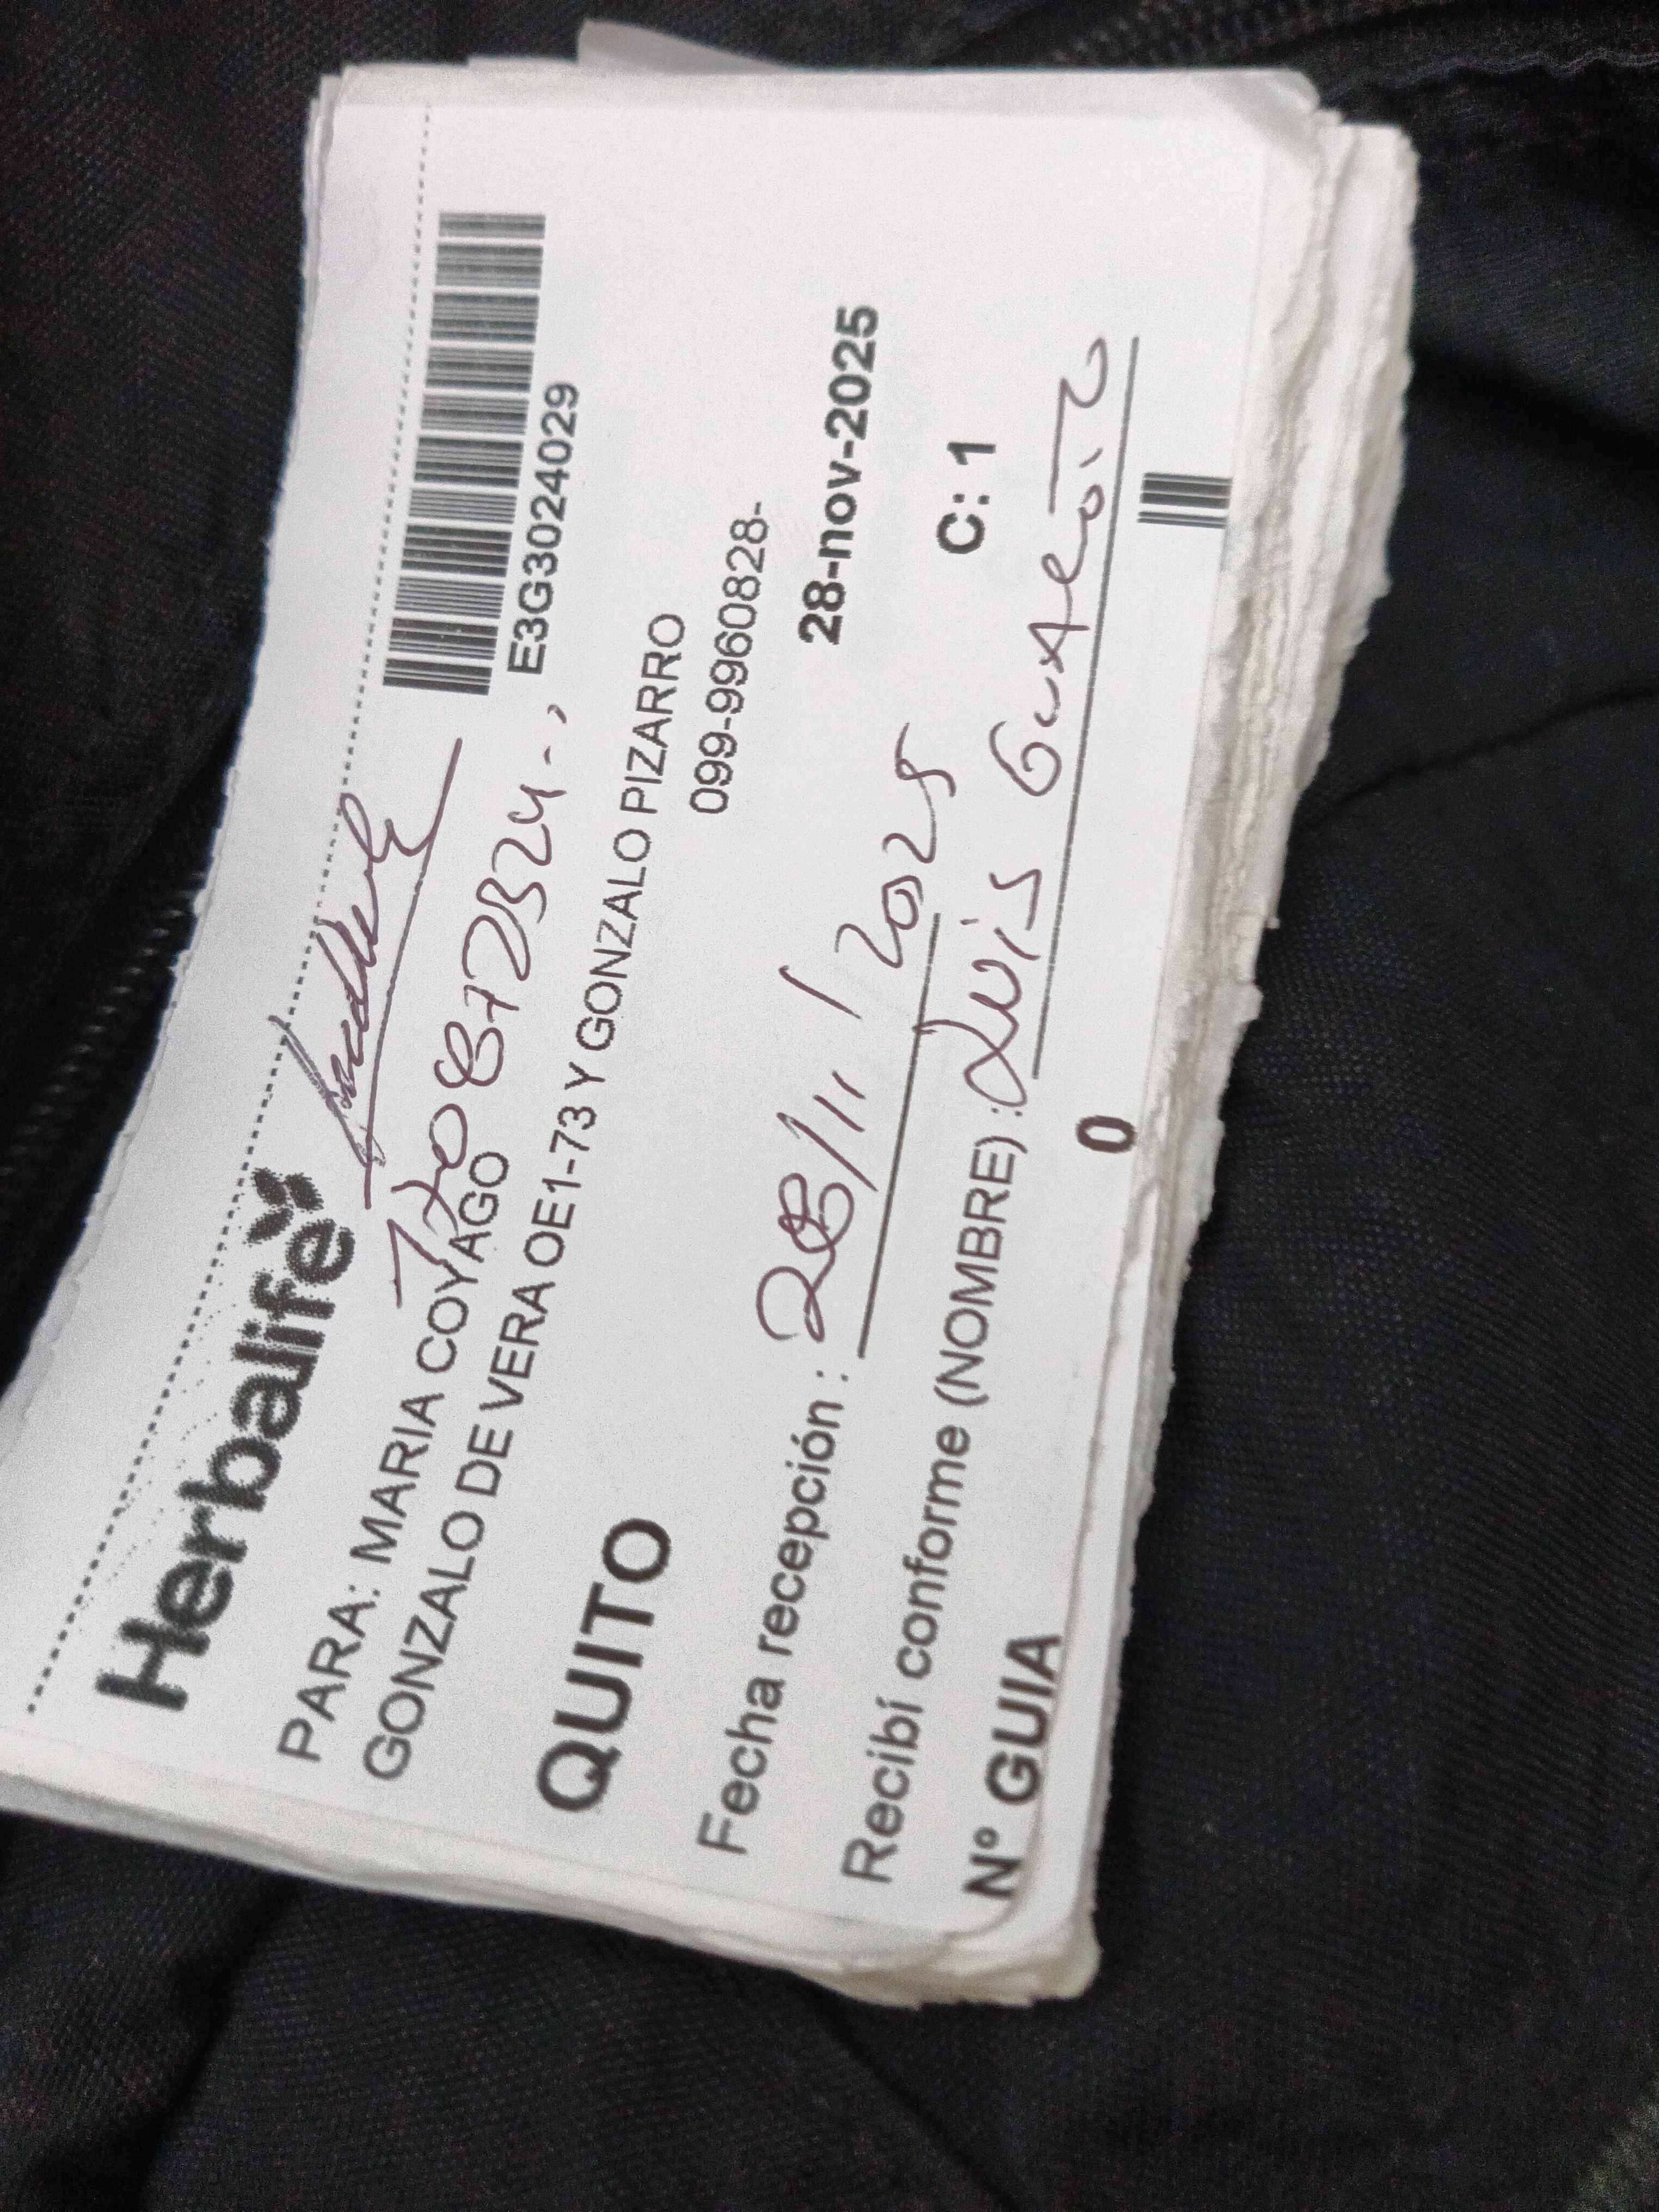 Herbalife
E3G3024029
1708872324
PARA: MARIA COYAGO
GONZALO DE VERA OE1-73 Y GONZALO PIZARRO
099-9960828-
QUITO
28-nov-2025
Fecha recepción : 28/11/2025
C: 1
Recibí conforme (NOMBRE) : Luis
Nº GUIA
0